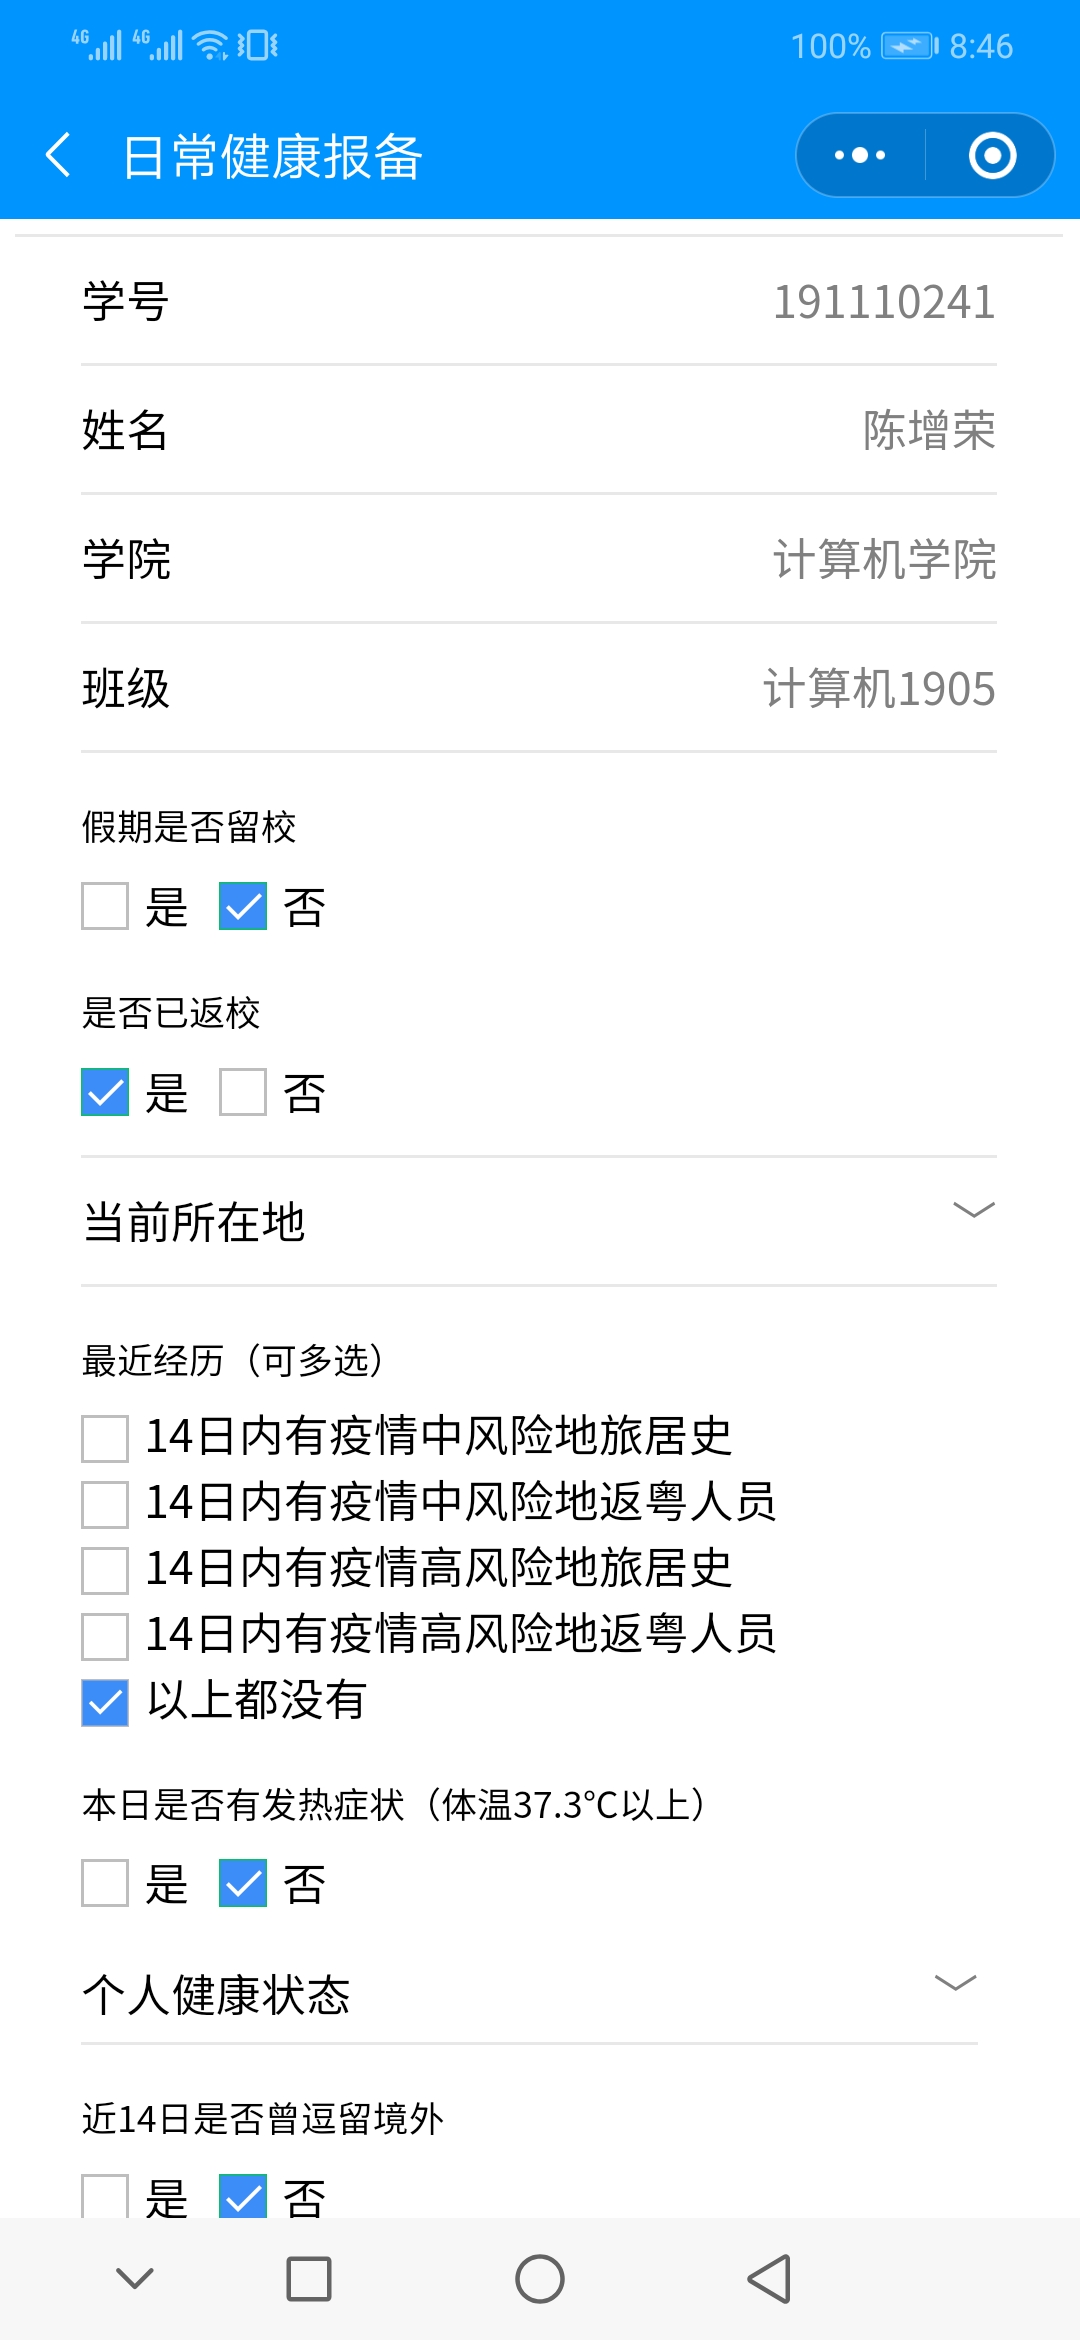 4G 4G 100% 8:46
日常健康报备
学号 191110241
姓名 陈增荣
学院 计算机学院
班级 计算机1905
假期是否留校
是 否
是否已返校
是 否
当前所在地
最近经历（可多选）
14日内有疫情中风险地旅居史
14日内有疫情中风险地返粤人员
14日内有疫情高风险地旅居史
14日内有疫情高风险地返粤人员
以上都没有
本日是否有发热症状（体温37.3°C以上）
是 否
个人健康状态
近14日是否曾逗留境外
是 否